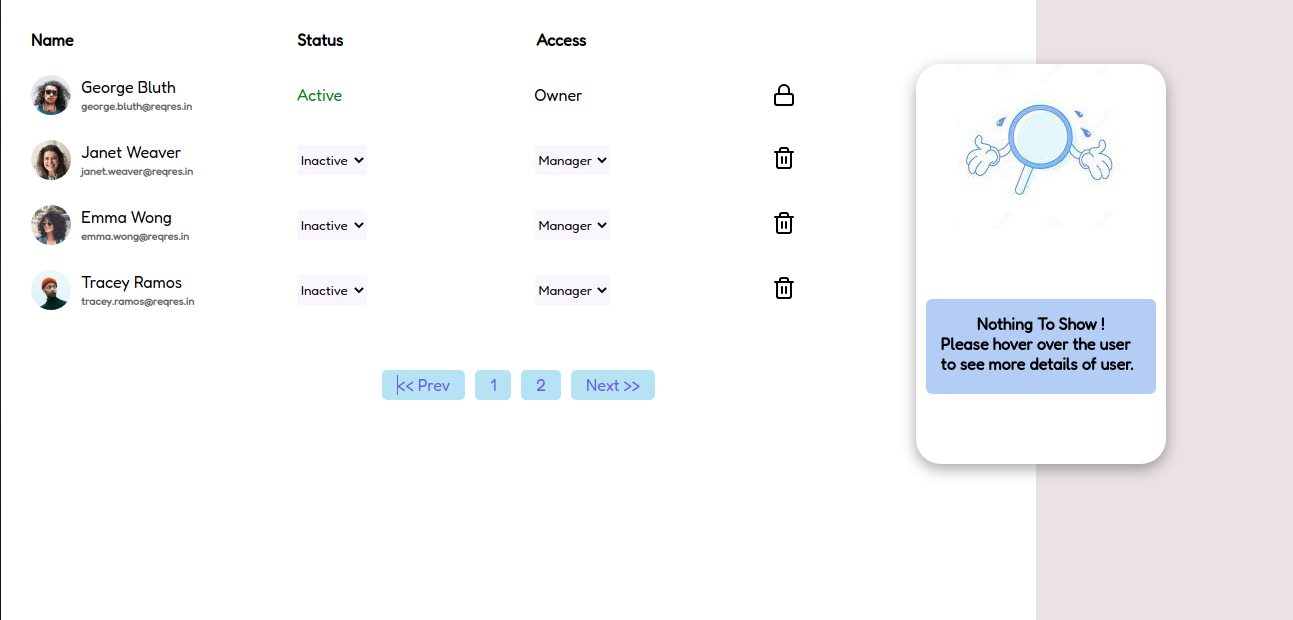 Name Status Access
George Bluth
george.bluth@reqres.in
Active Owner
Janet Weaver
janet.weaver@reqres.in
Inactive Manager
Emma Wong
emma.wong@reqres.in
Inactive Manager
Tracey Ramos
tracey.ramos@reqres.in
Inactive Manager
<< Prev 1 2 Next >>
Nothing To Show !
Please hover over the user
to see more details of user.